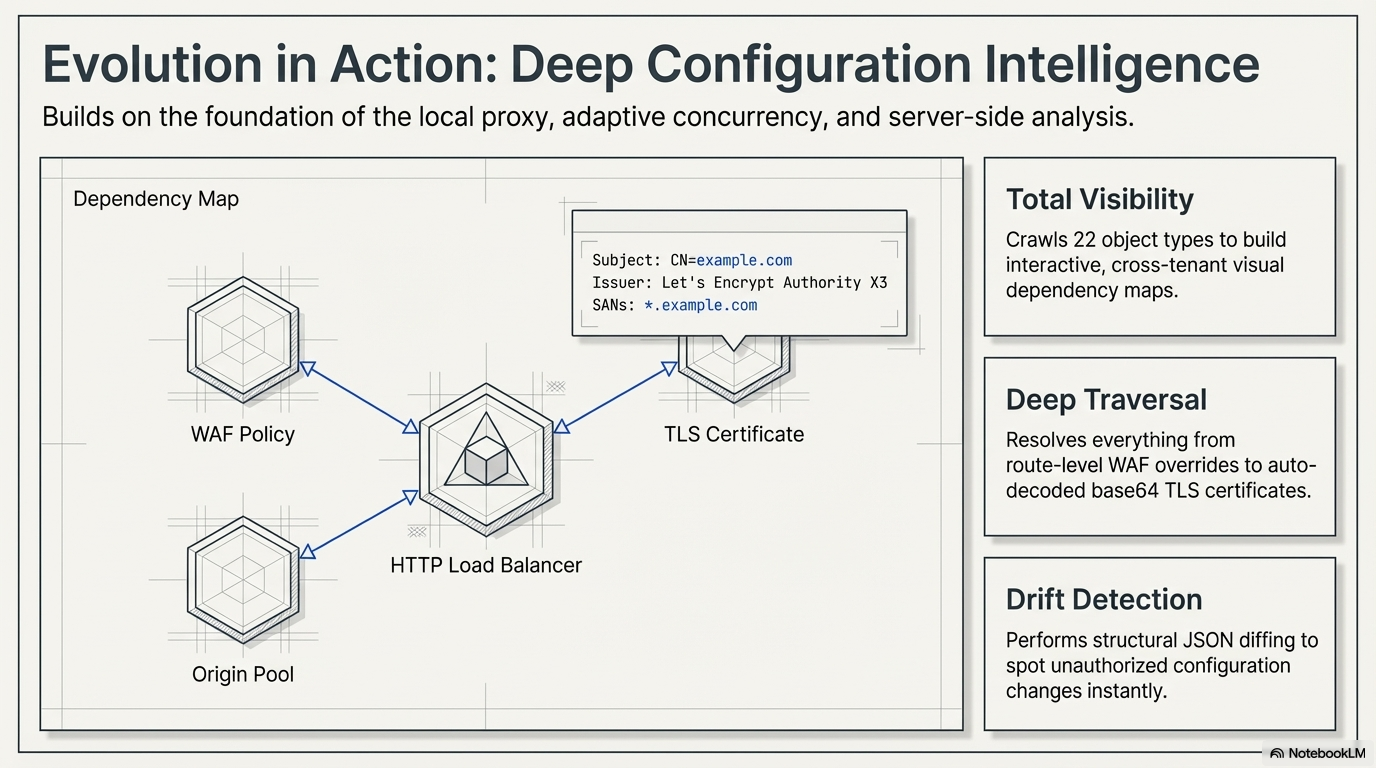 Evolution in Action: Deep Configuration Intelligence
Builds on the foundation of the local proxy, adaptive concurrency, and server-side analysis.
Dependency Map
Subject: CN=example.com
Issuer: Let's Encrypt Authority X3
SANs: *.example.com
WAF Policy
TLS Certificate
HTTP Load Balancer
Origin Pool
Total Visibility
Crawls 22 object types to build
interactive, cross-tenant visual
dependency maps.
Deep Traversal
Resolves everything from
route-level WAF overrides to auto-
decoded base64 TLS certificates.
Drift Detection
Performs structural JSON diffing to
spot unauthorized configuration
changes instantly.
NotebookLM